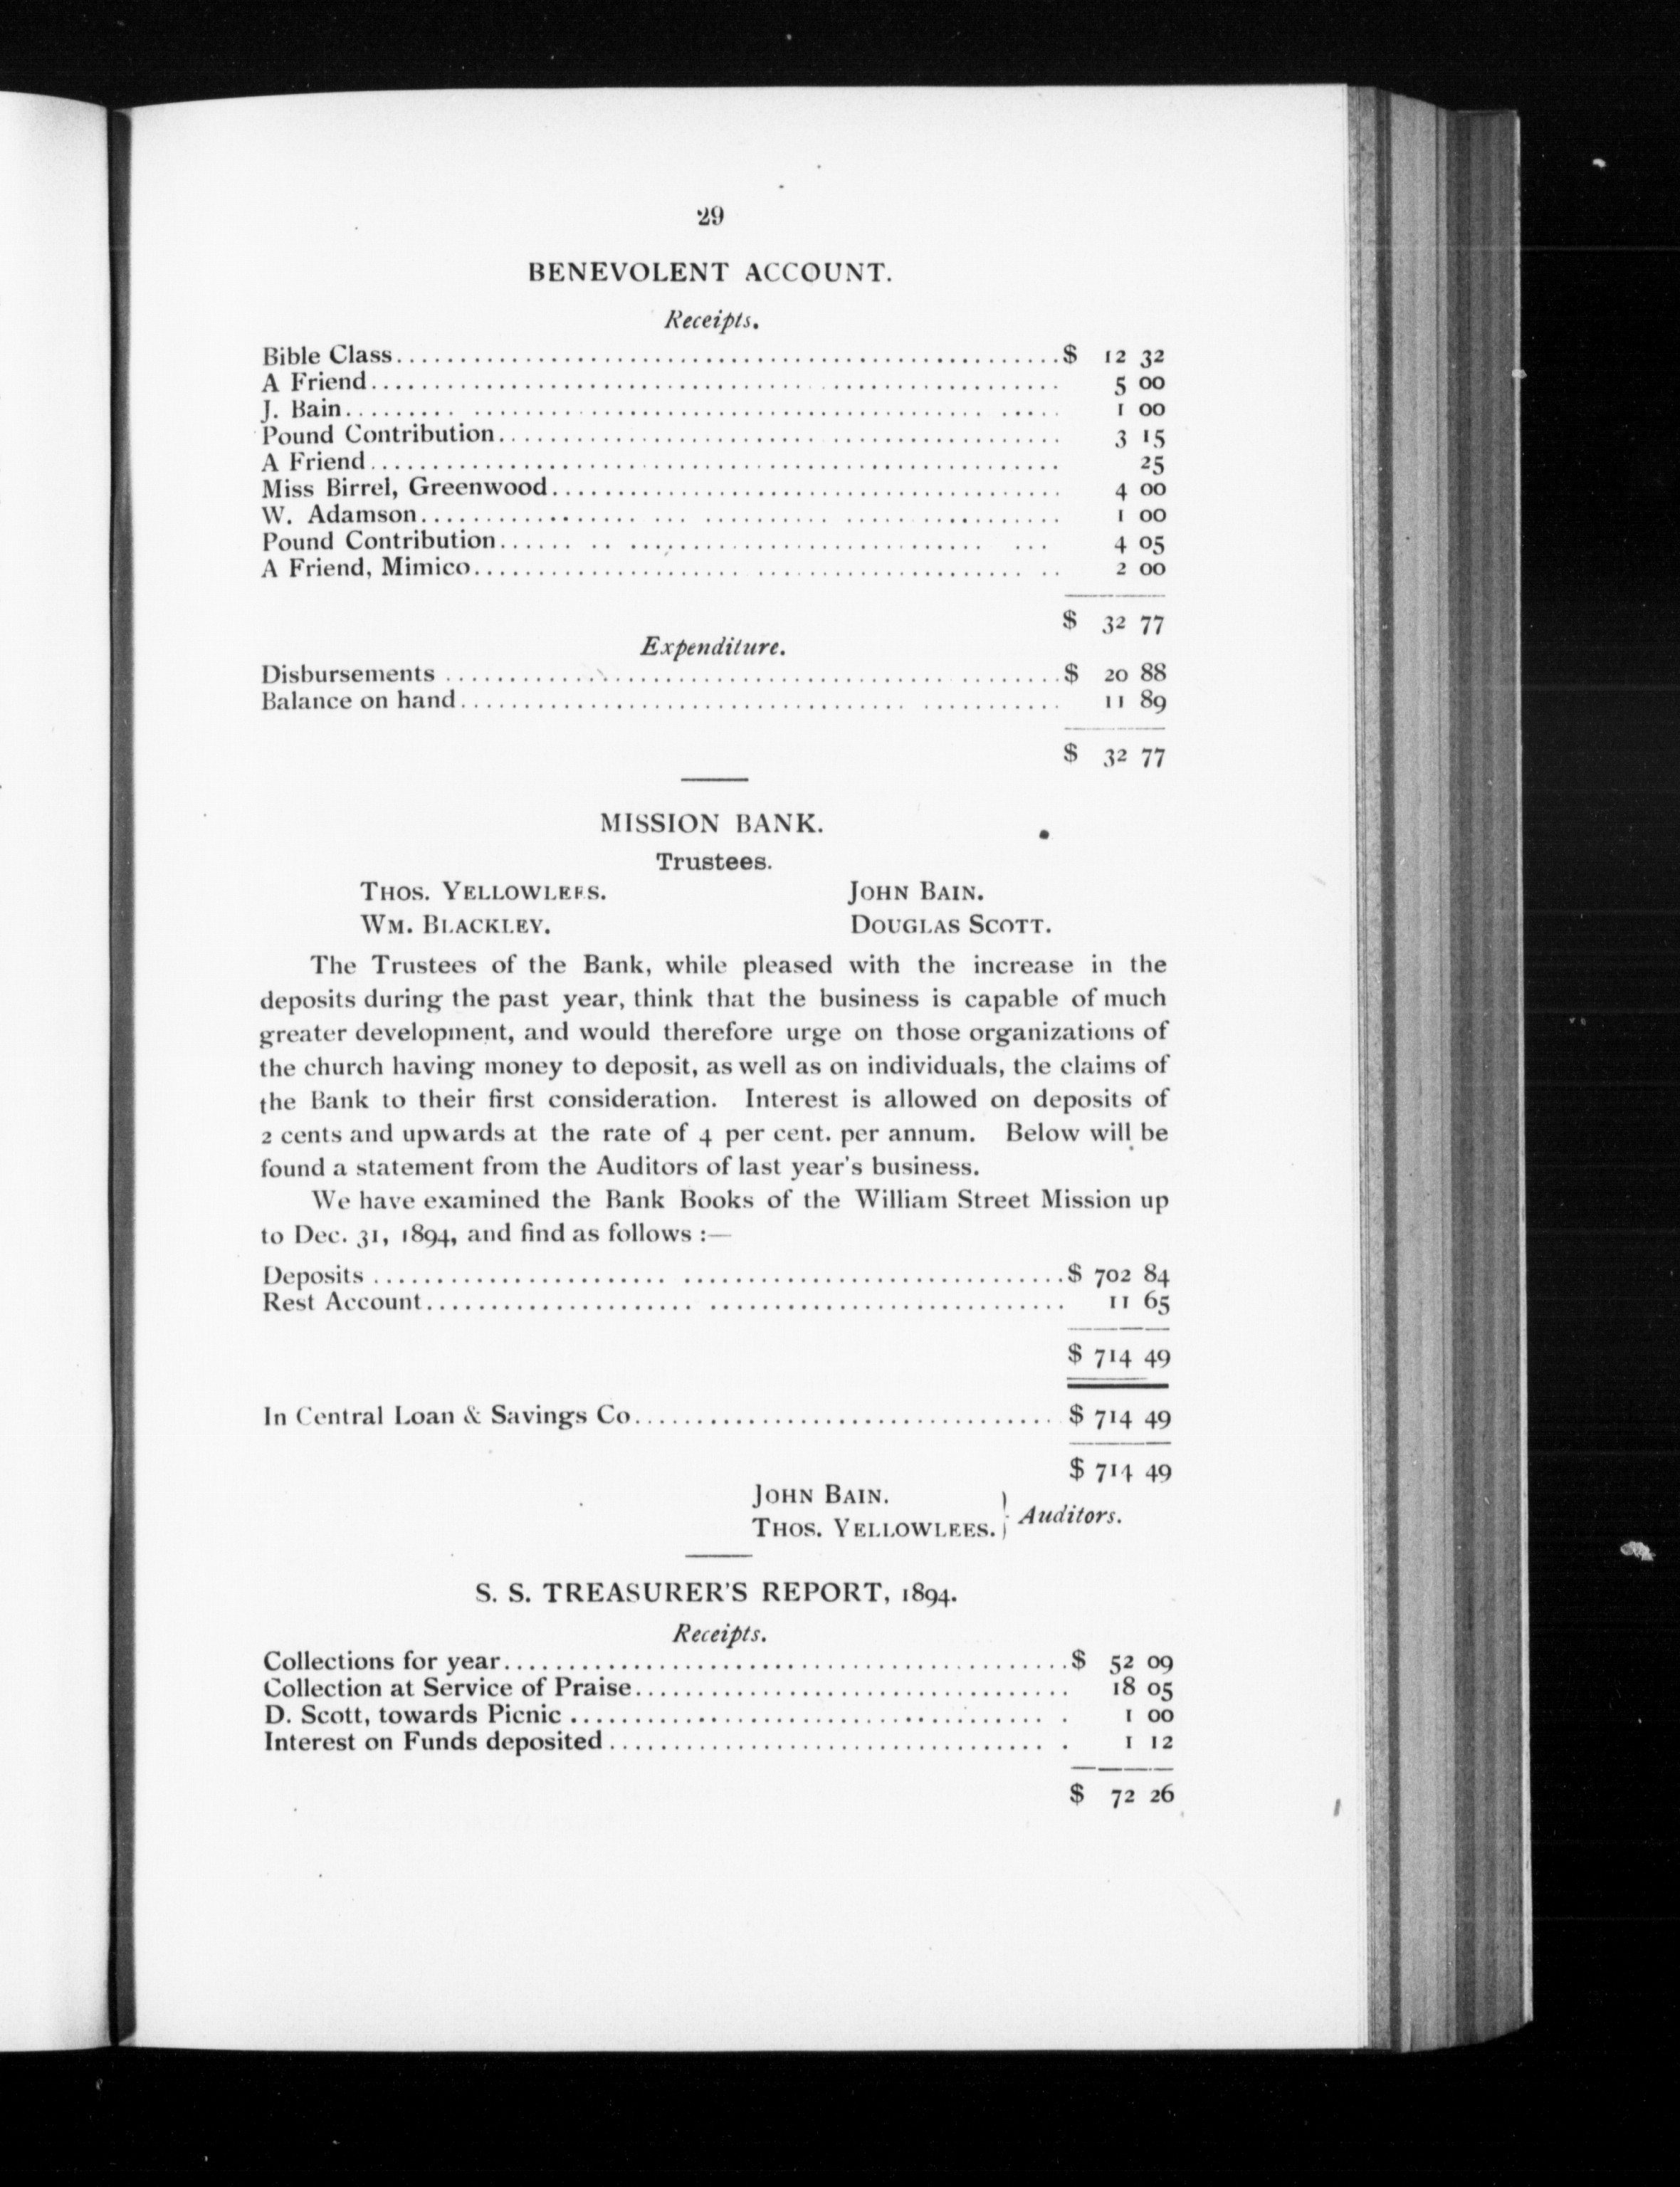 29
BENEVOLENT ACCOUNT.
Receipts.
Bible Class........................................................$ 12 32
A Friend........................................................ 5 00
J. Bain........................................................ 1 00
Pound Contribution............................................ 3 15
A Friend........................................................ 25
Miss Birrel, Greenwood........................................ 4 00
W. Adamson.................................................... 1 00
Pound Contribution............................................ 4 05
A Friend, Mimico.............................................. 2 00
$ 32 77
Expenditure.
Disbursements ................................................$ 20 88
Balance on hand............................................... 11 89
$ 32 77
MISSION BANK.
Trustees.
THOS. YELLOWLEES. JOHN BAIN.
WM. BLACKLEY. DOUGLAS SCOTT.
The Trustees of the Bank, while pleased with the increase in the
deposits during the past year, think that the business is capable of much
greater development, and would therefore urge on those organizations of
the church having money to deposit, as well as on individuals, the claims of
the Bank to their first consideration. Interest is allowed on deposits of
2 cents and upwards at the rate of 4 per cent. per annum. Below will be
found a statement from the Auditors of last year's business.
We have examined the Bank Books of the William Street Mission up
to Dec. 31, 1894, and find as follows :—
Deposits ......................................................$ 702 84
Rest Account.................................................. 11 65
$ 714 49
In Central Loan & Savings Co..................................$ 714 49
$ 714 49
JOHN BAIN.
THOS. YELLOWLEES. } Auditors.
S. S. TREASURER'S REPORT, 1894.
Receipts.
Collections for year............................................$ 52 09
Collection at Service of Praise.................................. 18 05
D. Scott, towards Picnic ....................................... 1 00
Interest on Funds deposited .................................... 1 12
$ 72 26